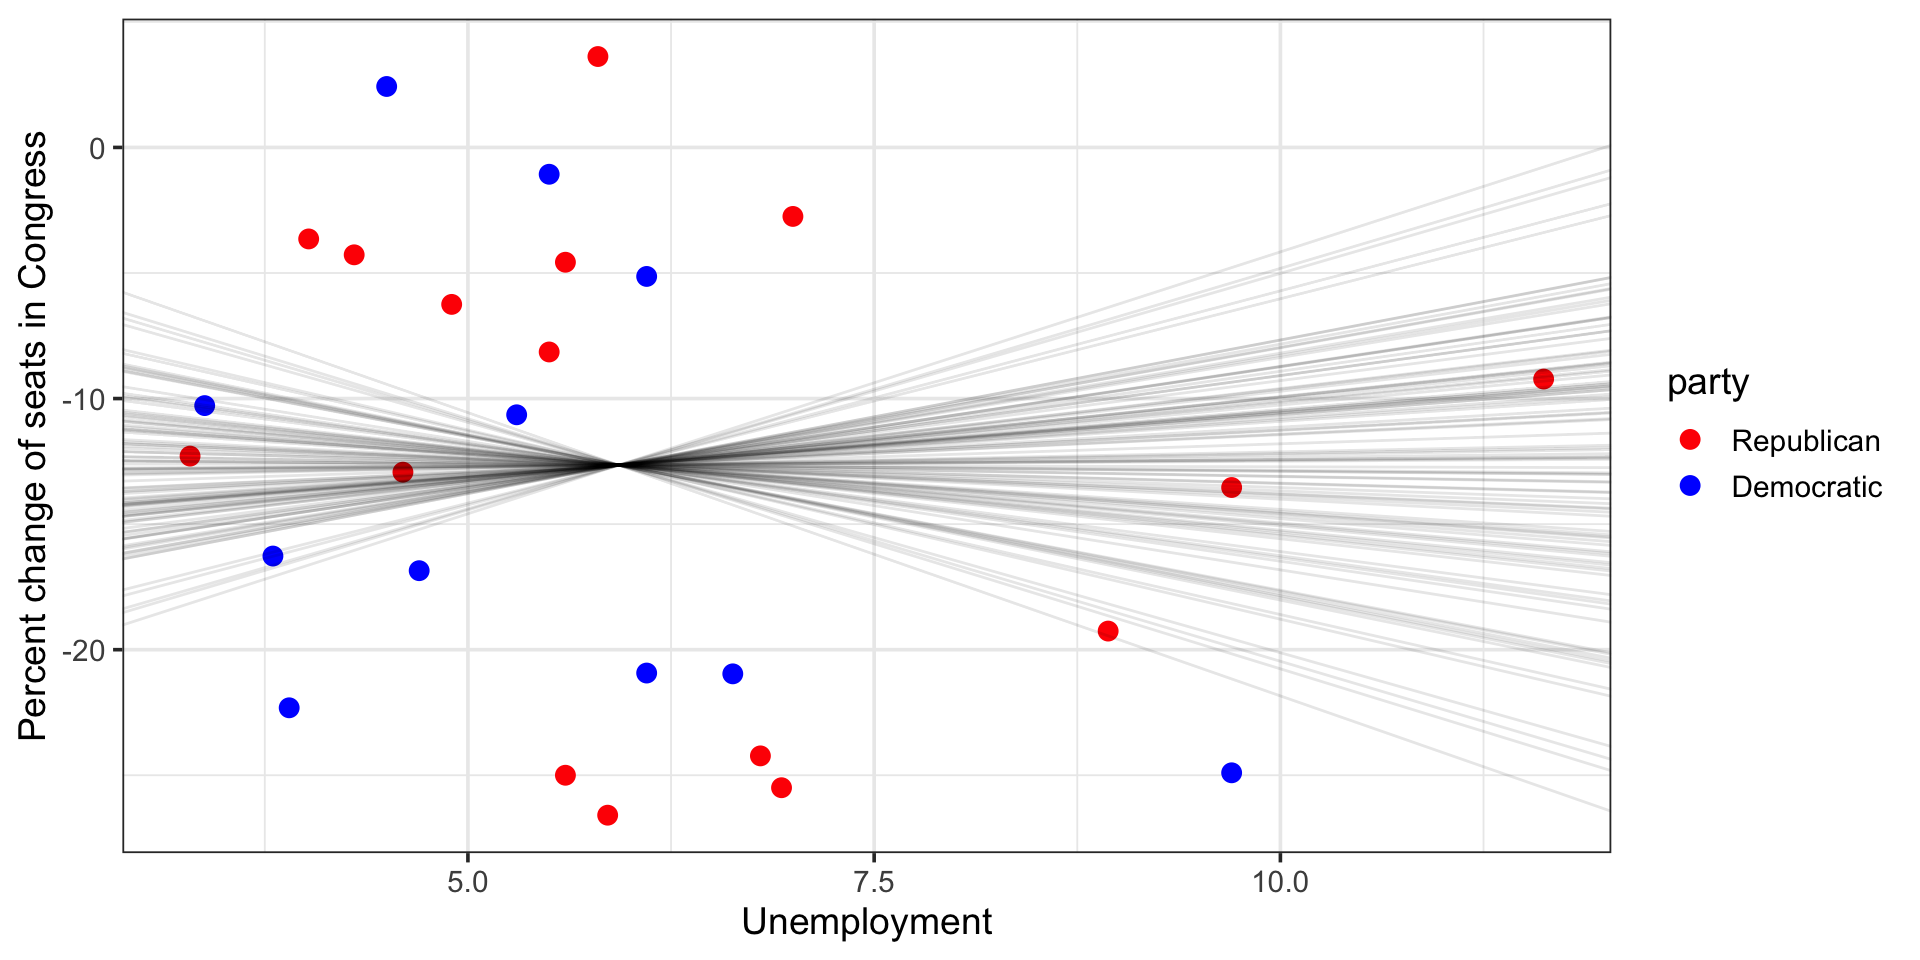 Percent change of seats in Congress
0
-10
-20
5.0
7.5
10.0
Unemployment
party
Republican
Democratic